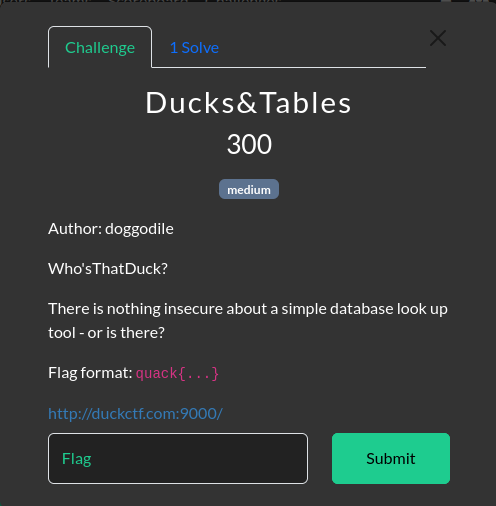 Challenge
1 Solve
Ducks&Tables
300
medium
Author: doggodile
Who'sThatDuck?
There is nothing insecure about a simple database look up
tool - or is there?
Flag format: quack{...}
http://duckctf.com:9000/
Flag
Submit